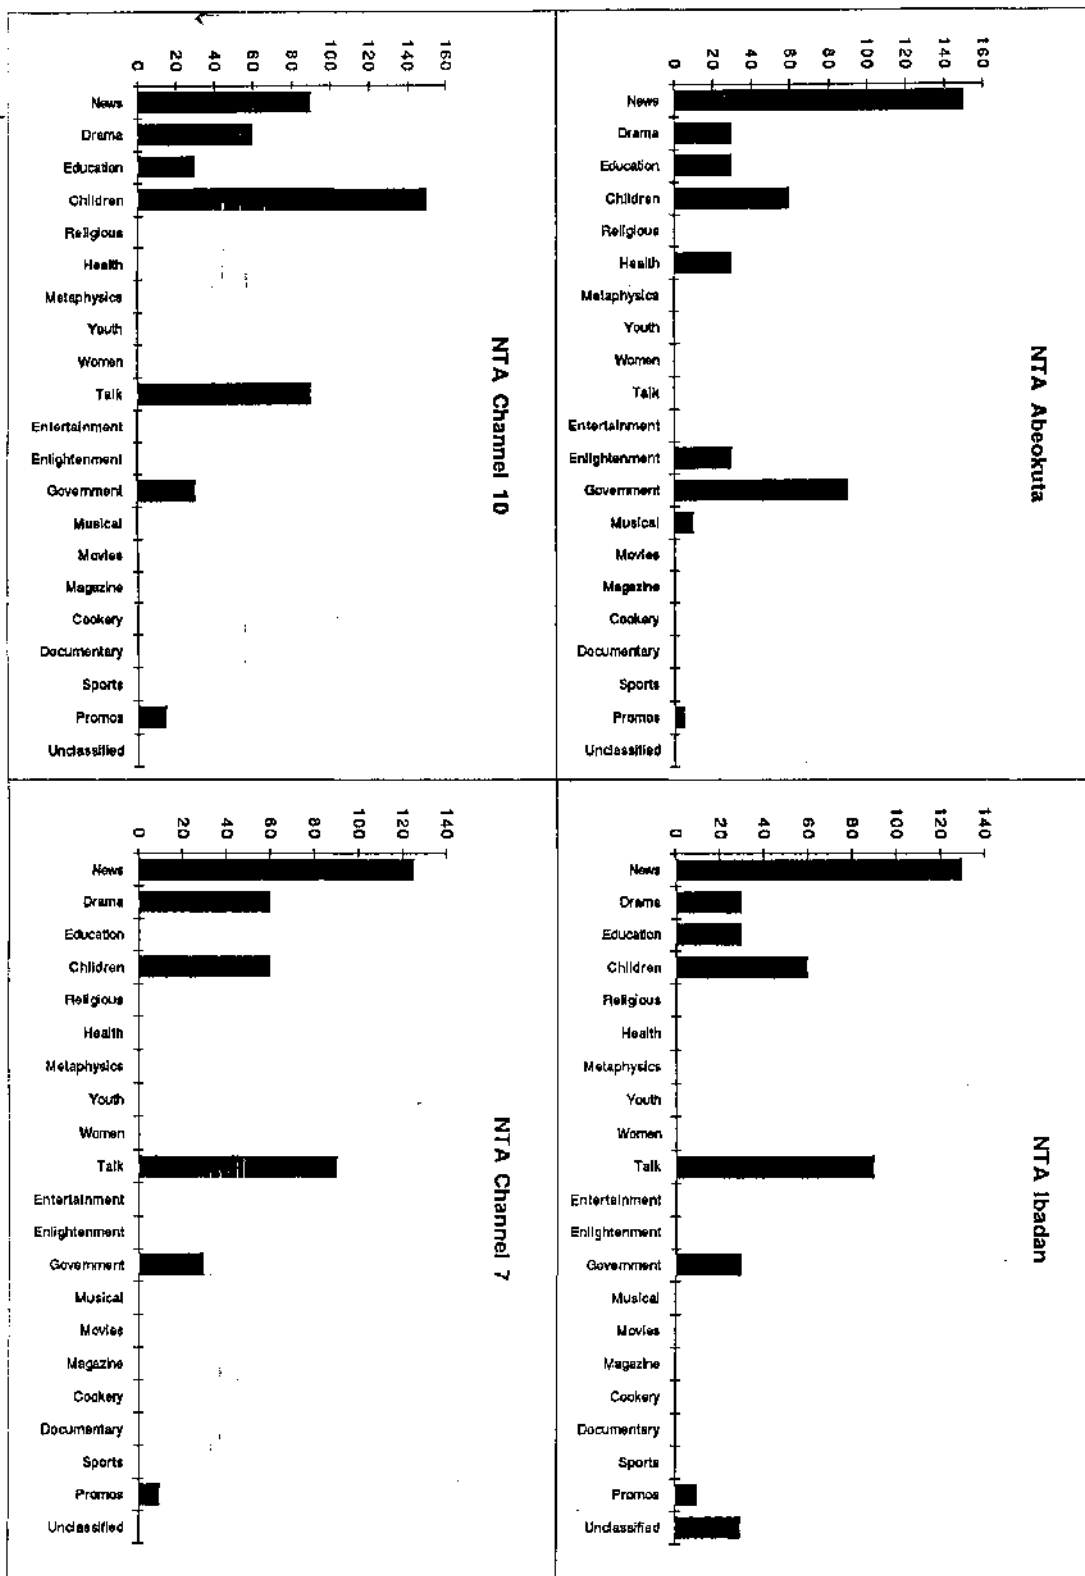 NTA Channel 10
0
20
40
60
80
100
120
140
160
News
Drama
Education
Children
Religious
Health
Metaphysics
Youth
Women
Talk
Entertainment
Enlightenment
Government
Musical
Movies
Magazine
Cookery
Documentary
Sports
Promos
Unclassified
NTA Abeokuta
0
20
40
60
80
100
120
140
160
News
Drama
Education
Children
Religious
Health
Metaphysics
Youth
Women
Talk
Entertainment
Enlightenment
Government
Musical
Movies
Magazine
Cookery
Documentary
Sports
Promos
Unclassified
NTA Channel 7
0
20
40
60
80
100
120
140
News
Drama
Education
Children
Religious
Health
Metaphysics
Youth
Women
Talk
Entertainment
Enlightenment
Government
Musical
Movies
Magazine
Cookery
Documentary
Sports
Promos
Unclassified
NTA Ibadan
0
20
40
60
80
100
120
140
News
Drama
Education
Children
Religious
Health
Metaphysics
Youth
Women
Talk
Entertainment
Enlightenment
Government
Musical
Movies
Magazine
Cookery
Documentary
Sports
Promos
Unclassified